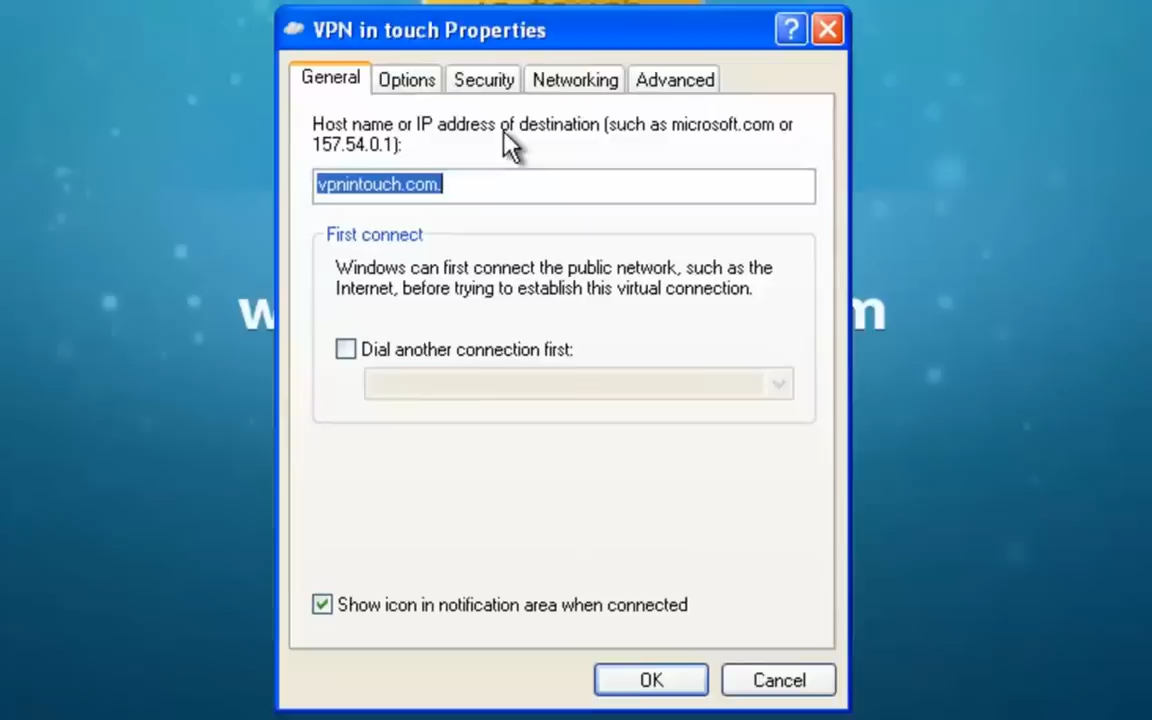 VPN in touch Properties
General Options Security Networking Advanced
Host name or IP address of destination (such as microsoft.com or
157.54.0.1):
vpnintouch.com.
First connect
Windows can first connect the public network, such as the
Internet, before trying to establish this virtual connection.
Dial another connection first:
Show icon in notification area when connected
OK Cancel